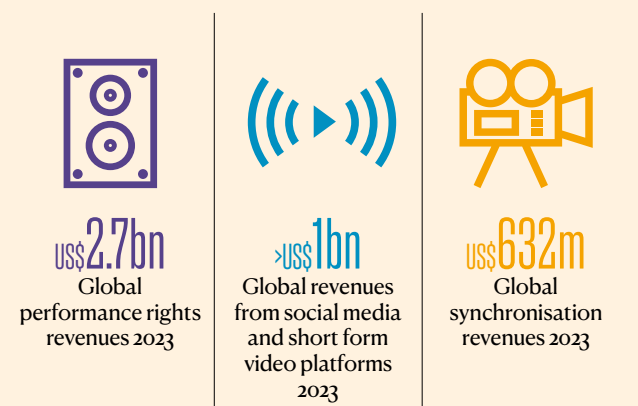 US$2.7bn
Global
performance rights
revenues 2023
>US$1bn
Global revenues
from social media
and short form
video platforms
2023
US$632m
Global
synchronisation
revenues 2023